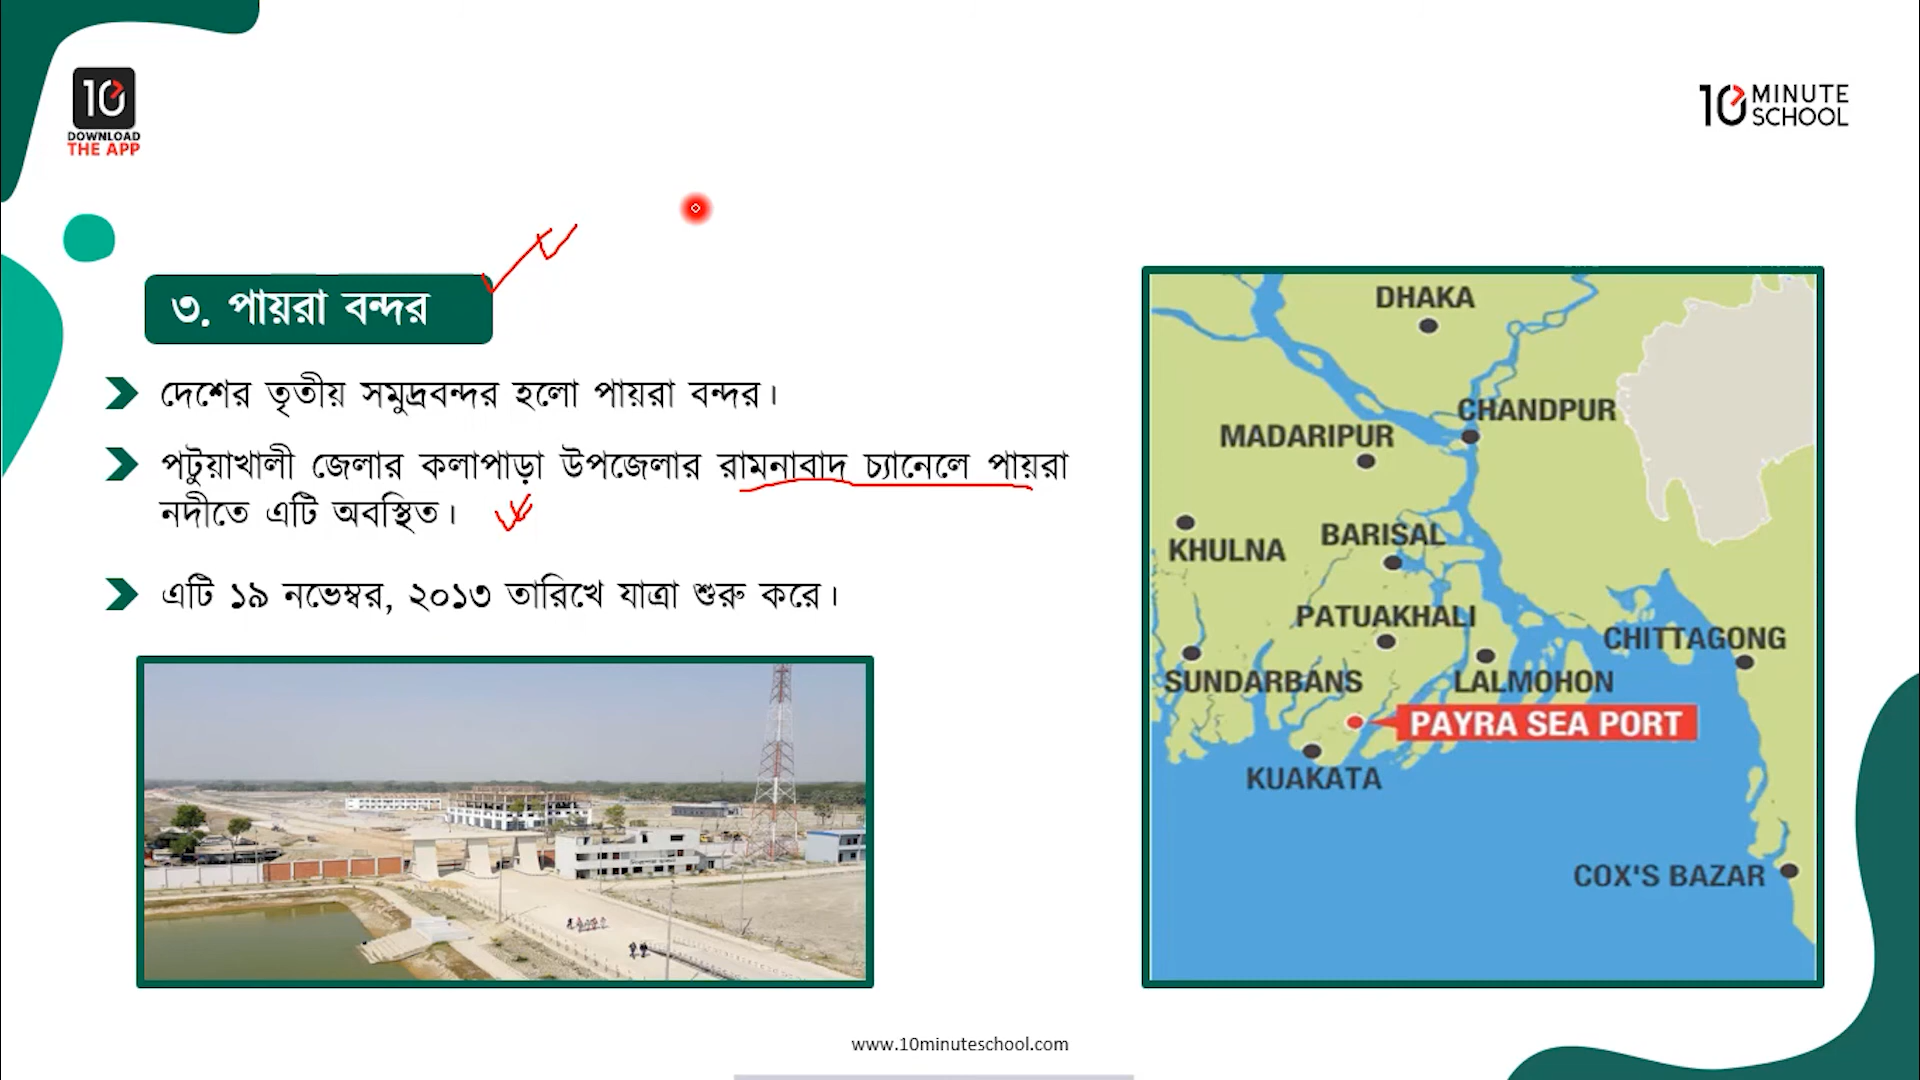 10
DOWNLOAD
THE APP
10 MINUTE
SCHOOL
৩. পায়রা বন্দর
দেশের তৃতীয় সমুদ্রবন্দর হলো পায়রা বন্দর।
পটুয়াখালী জেলার কলাপাড়া উপজেলার রামনাবাদ চ্যানেলে পায়রা
নদীতে এটি অবস্থিত।
এটি ১৯ নভেম্বর, ২০১৩ তারিখে যাত্রা শুরু করে।
DHAKA
CHANDPUR
MADARIPUR
KHULNA
BARISAL
PATUAKHALI
CHITTAGONG
SUNDARBANS
LALMOHON
PAYRA SEA PORT
KUAKATA
COX'S BAZAR
www.10minuteschool.com